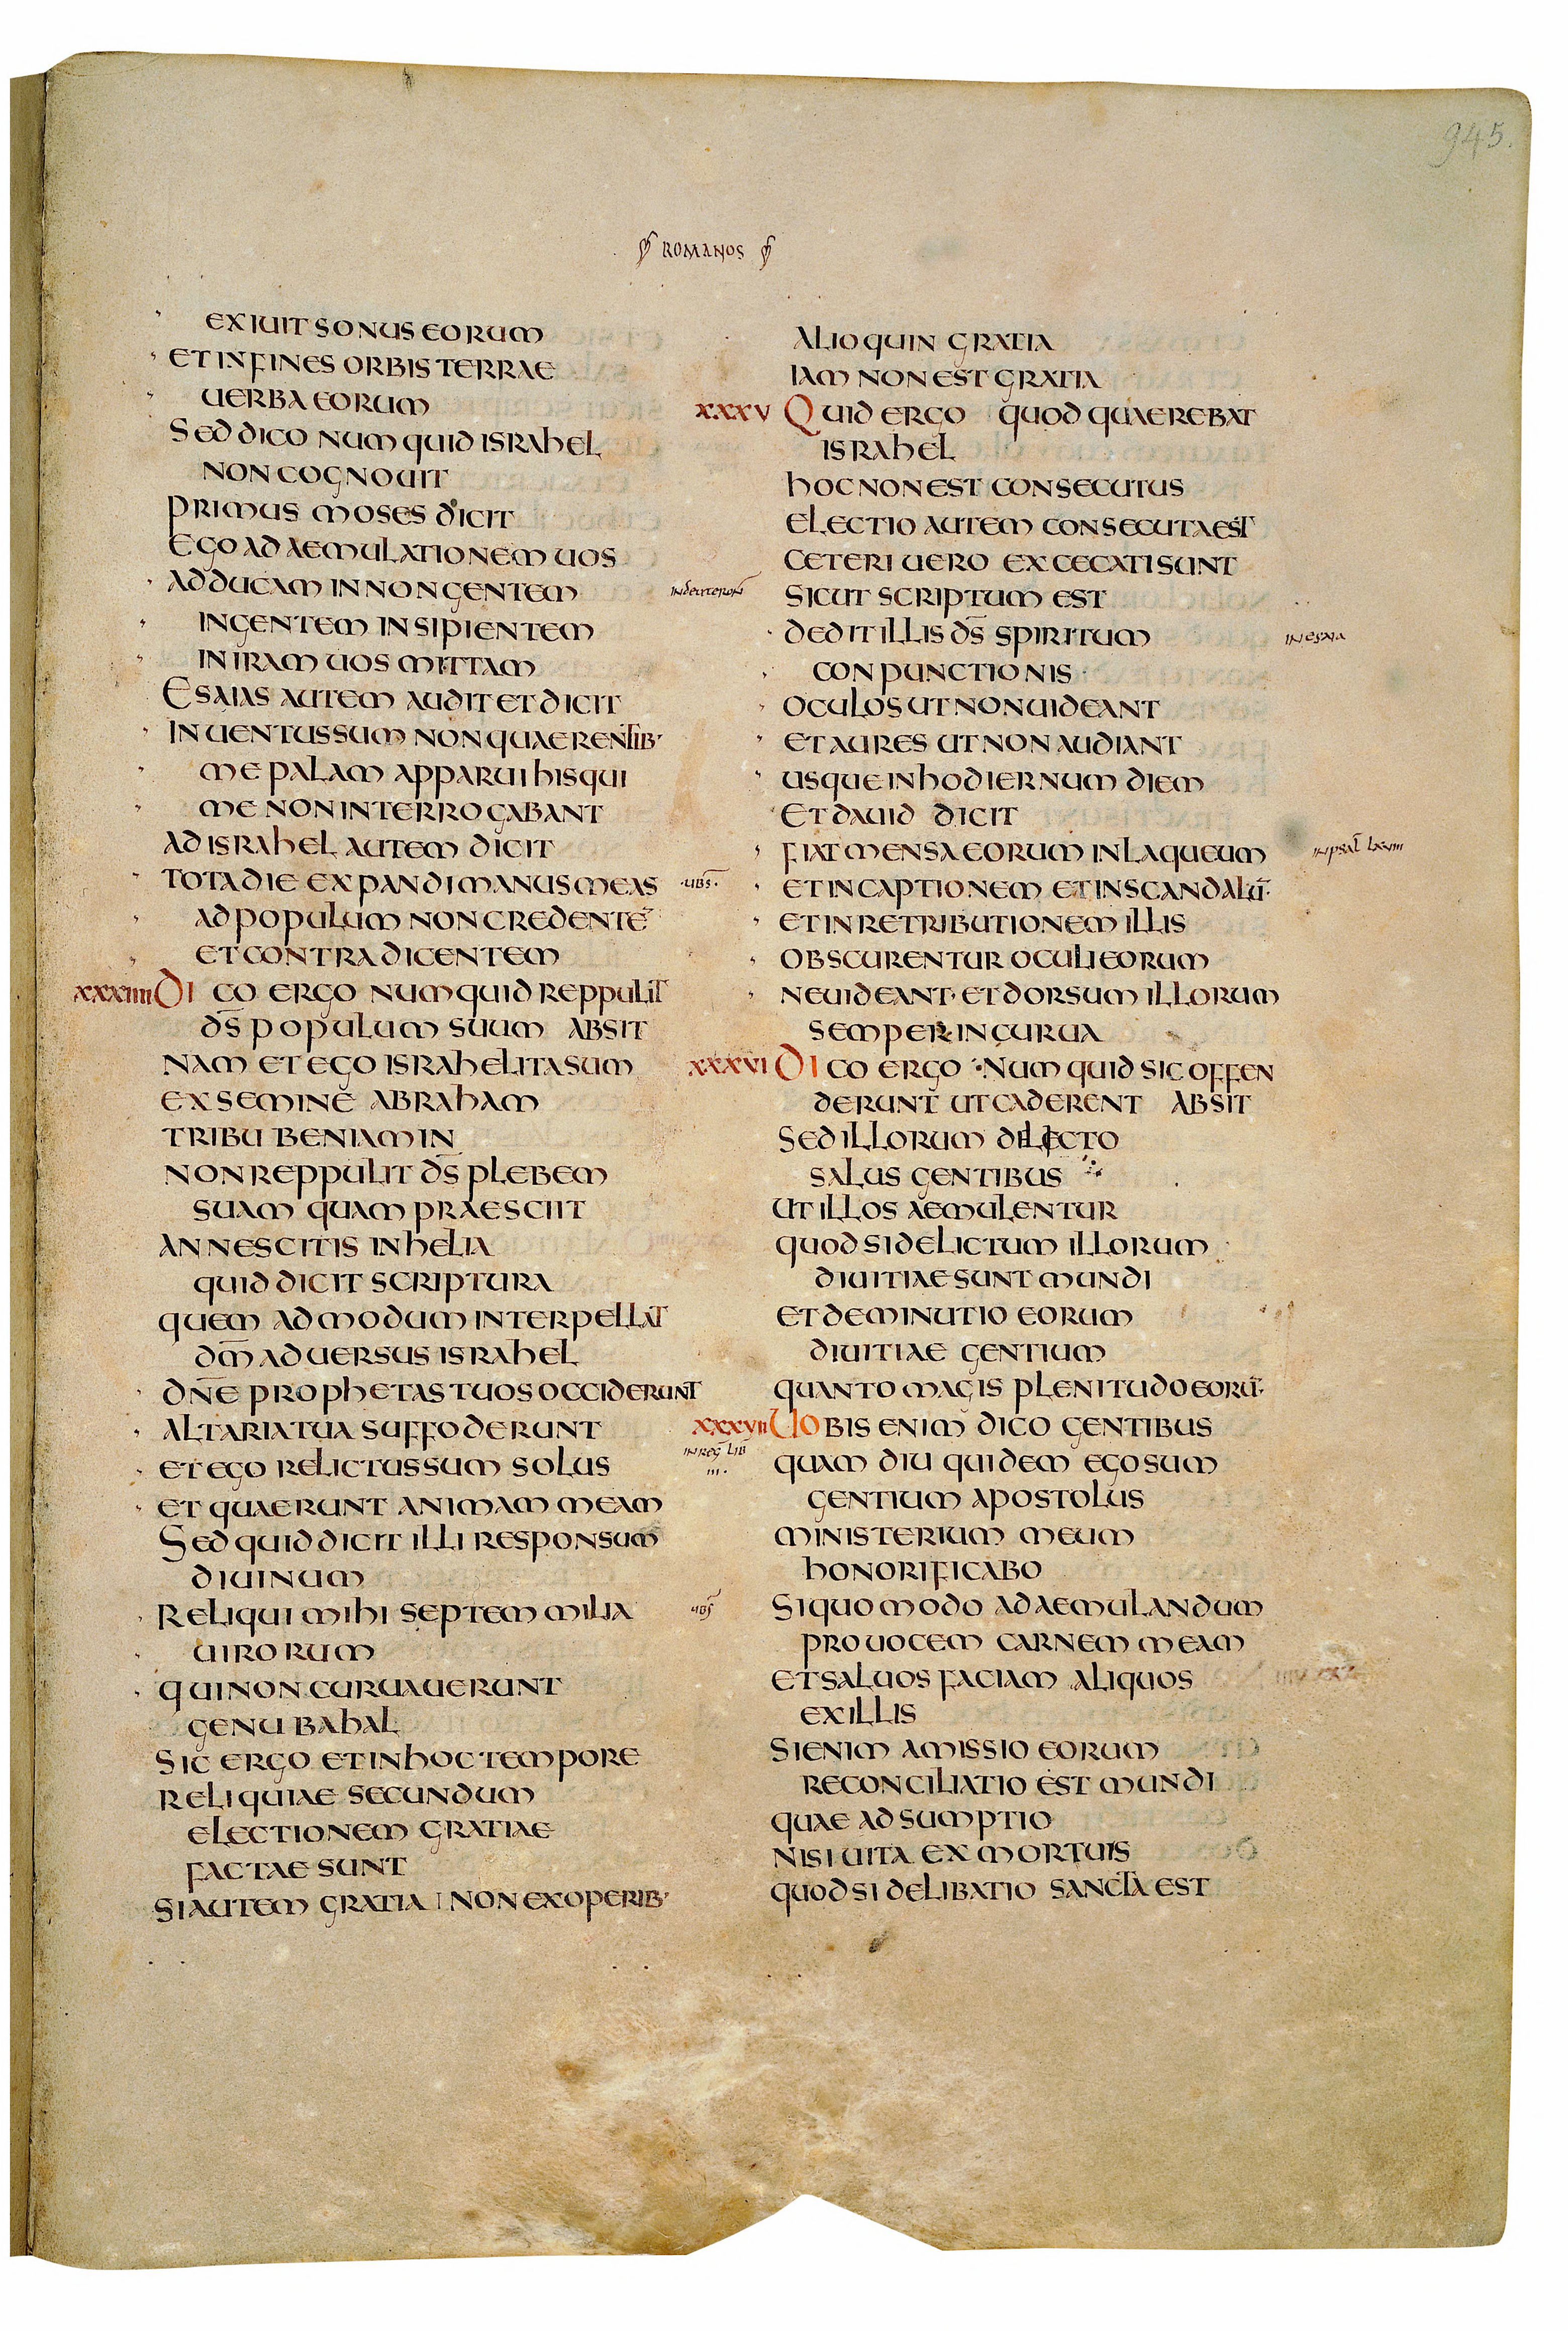 945.
ROMANOS
EXIUIT SONUS EORUM
ET IN FINES ORBIS TERRAE
UERBA EORUM
SED DICO NUMQUID ISRAHEL
NON COGNOUIT
PRIMUS MOSES DICIT
EGO AD AEMULATIONEM UOS
ADDUCAM IN NON GENTEM
IN GENTEM INSIPIENTEM
IN IRAM UOS MITTAM
ESAIAS AUTEM AUDIT ET DICIT
INUENTUS SUM NON QUAERENTIB·
ME PALAM APPARUI HIS QUI
ME NON INTERROGABANT
AD ISRAHEL AUTEM DICIT
TOTA DIE EXPANDI MANUS MEAS
AD POPULUM NON CREDENTE̅
ET CONTRADICENTEM
XXXIIII DICO ERGO NUMQUID REPPULIT
DS̅ POPULUM SUUM ABSIT
NAM ET EGO ISRAHELITA SUM
EX SEMINE ABRAHAM
TRIBU BENIAMIN
NON REPPULIT DS̅ PLEBEM
SUAM QUAM PRAESCIIT
AN NESCITIS IN HELIA
QUID DICIT SCRIPTURA
QUEM AD MODUM INTERPELLAT
DM̅ ADUERSUS ISRAHEL
DNE̅ PROPHETAS TUOS OCCIDERUNT
ALTARIA TUA SUFFODERUNT
ET EGO RELICTUS SUM SOLUS
ET QUAERUNT ANIMAM MEAM
SED QUID DICIT ILLI RESPONSUM
DIUINUM
RELIQUI MIHI SEPTEM MILIA
UIRORUM
QUI NON CURUAUERUNT
GENU BAHAL
SIC ERGO ET IN HOC TEMPORE
RELIQUIAE SECUNDUM
ELECTIONEM GRATIAE
FACTAE SUNT
SI AUTEM GRATIA NON EX OPERIB·
IN DEUTERON̅
·UBS̅·
IN REG̅ LIB
III·
UBS̅
ALIOQUIN GRATIA
IAM NON EST GRATIA
XXXV QUID ERGO QUOD QUAEREBAT
ISRAHEL
HOC NON EST CONSECUTUS
ELECTIO AUTEM CONSECUTA EST
CETERI UERO EXCECATI SUNT
SICUT SCRIPTUM EST
DEDIT ILLIS DS̅ SPIRITUM
CONPUNCTIONIS
OCULOS UT NON UIDEANT
ET AURES UT NON AUDIANT
USQUE IN HODIERNUM DIEM
ET DAUID DICIT
FIAT MENSA EORUM IN LAQUEUM
ET IN CAPTIONEM ET IN SCANDALU̅·
ET IN RETRIBUTIONEM ILLIS
OBSCURENTUR OCULI EORUM
NE UIDEANT· ET DORSUM ILLORUM
SEMPER INCURUA
XXXVI DICO ERGO NUMQUID SIC OFFEN
DERUNT UT CADERENT ABSIT
SED ILLORUM DELICTO
SALUS GENTIBUS
UT ILLOS AEMULENTUR
QUOD SI DELICTUM ILLORUM
DIUITIAE SUNT MUNDI
ET DEMINUTIO EORUM
DIUITIAE GENTIUM
QUANTO MAGIS PLENITUDO EORU̅·
XXXVII UOBIS ENIM DICO GENTIBUS
QUAM DIU QUIDEM EGO SUM
GENTIUM APOSTOLUS
MINISTERIUM MEUM
HONORIFICABO
SI QUO MODO AD AEMULANDUM
PROUOCEM CARNEM MEAM
ET SALUOS FACIAM ALIQUOS
EX ILLIS
SI ENIM AMISSIO EORUM
RECONCILIATIO EST MUNDI
QUAE ADSUMPTIO
NISI UITA EX MORTUIS
QUOD SI DELIBATIO SANCTA EST
IN ESAIA
IN PSAL̅ LXVIII